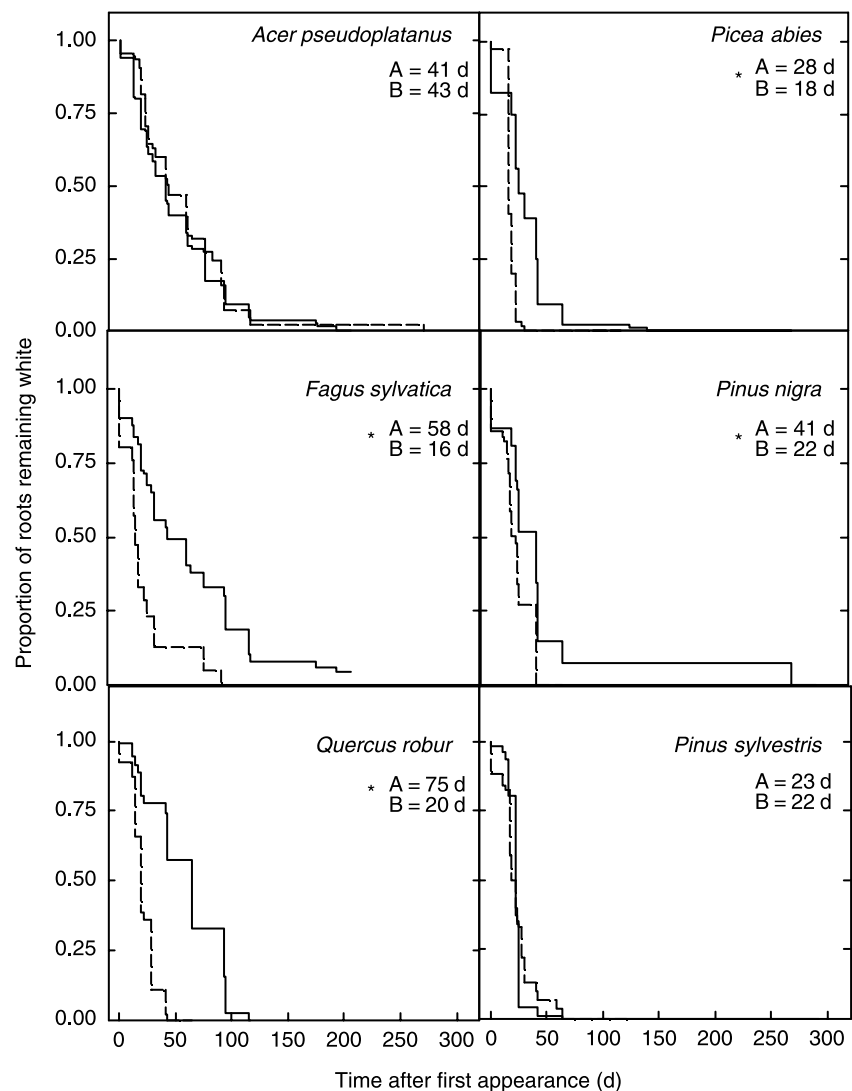 Proportion of roots remaining white
Acer pseudoplatanus
A = 41 d
B = 43 d
1.00
0.75
0.50
0.25
0.00
Picea abies
* A = 28 d
B = 18 d
Fagus sylvatica
* A = 58 d
B = 16 d
1.00
0.75
0.50
0.25
0.00
Pinus nigra
* A = 41 d
B = 22 d
Quercus robur
* A = 75 d
B = 20 d
1.00
0.75
0.50
0.25
0.00
0 50 100 150 200 250 300
Pinus sylvestris
A = 23 d
B = 22 d
0 50 100 150 200 250 300
Time after first appearance (d)